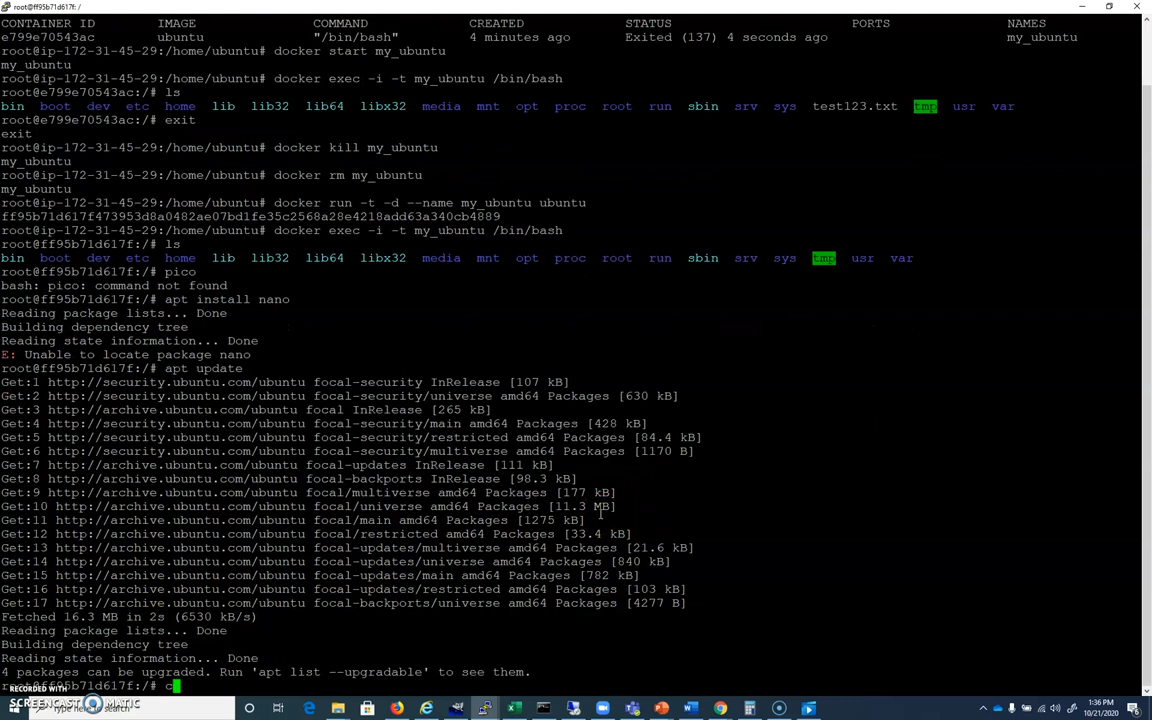 root@ff95b71d617f: /
CONTAINER ID IMAGE COMMAND CREATED STATUS PORTS NAMES
e799e70543ac ubuntu "/bin/bash" 4 minutes ago Exited (137) 4 seconds ago my_ubuntu
root@ip-172-31-45-29:/home/ubuntu# docker start my_ubuntu
my_ubuntu
root@ip-172-31-45-29:/home/ubuntu# docker exec -i -t my_ubuntu /bin/bash
root@e799e70543ac:/# ls
bin boot dev etc home lib lib32 lib64 libx32 media mnt opt proc root run sbin srv sys test123.txt tmp usr var
root@e799e70543ac:/# exit
exit
root@ip-172-31-45-29:/home/ubuntu# docker kill my_ubuntu
my_ubuntu
root@ip-172-31-45-29:/home/ubuntu# docker rm my_ubuntu
my_ubuntu
root@ip-172-31-45-29:/home/ubuntu# docker run -t -d --name my_ubuntu ubuntu
ff95b71d617f473953d8a0482ae07bd1fe35c2568a28e4218add63a340cb4889
root@ip-172-31-45-29:/home/ubuntu# docker exec -i -t my_ubuntu /bin/bash
root@ff95b71d617f:/# ls
bin boot dev etc home lib lib32 lib64 libx32 media mnt opt proc root run sbin srv sys tmp usr var
root@ff95b71d617f:/# pico
bash: pico: command not found
root@ff95b71d617f:/# apt install nano
Reading package lists... Done
Building dependency tree
Reading state information... Done
E: Unable to locate package nano
root@ff95b71d617f:/# apt update
Get:1 http://security.ubuntu.com/ubuntu focal-security InRelease [107 kB]
Get:2 http://security.ubuntu.com/ubuntu focal-security/universe amd64 Packages [630 kB]
Get:3 http://archive.ubuntu.com/ubuntu focal InRelease [265 kB]
Get:4 http://security.ubuntu.com/ubuntu focal-security/main amd64 Packages [428 kB]
Get:5 http://security.ubuntu.com/ubuntu focal-security/restricted amd64 Packages [84.4 kB]
Get:6 http://security.ubuntu.com/ubuntu focal-security/multiverse amd64 Packages [1170 B]
Get:7 http://archive.ubuntu.com/ubuntu focal-updates InRelease [111 kB]
Get:8 http://archive.ubuntu.com/ubuntu focal-backports InRelease [98.3 kB]
Get:9 http://archive.ubuntu.com/ubuntu focal/multiverse amd64 Packages [177 kB]
Get:10 http://archive.ubuntu.com/ubuntu focal/universe amd64 Packages [11.3 MB]
Get:11 http://archive.ubuntu.com/ubuntu focal/main amd64 Packages [1275 kB]
Get:12 http://archive.ubuntu.com/ubuntu focal/restricted amd64 Packages [33.4 kB]
Get:13 http://archive.ubuntu.com/ubuntu focal-updates/multiverse amd64 Packages [21.6 kB]
Get:14 http://archive.ubuntu.com/ubuntu focal-updates/universe amd64 Packages [840 kB]
Get:15 http://archive.ubuntu.com/ubuntu focal-updates/main amd64 Packages [782 kB]
Get:16 http://archive.ubuntu.com/ubuntu focal-updates/restricted amd64 Packages [103 kB]
Get:17 http://archive.ubuntu.com/ubuntu focal-backports/universe amd64 Packages [4277 B]
Fetched 16.3 MB in 2s (6530 kB/s)
Reading package lists... Done
Building dependency tree
Reading state information... Done
4 packages can be upgraded. Run 'apt list --upgradable' to see them.
root@ff95b71d617f:/# c
RECORDED WITH
SCREENCAST MATIC
Type here to search
1:36 PM
10/21/2020